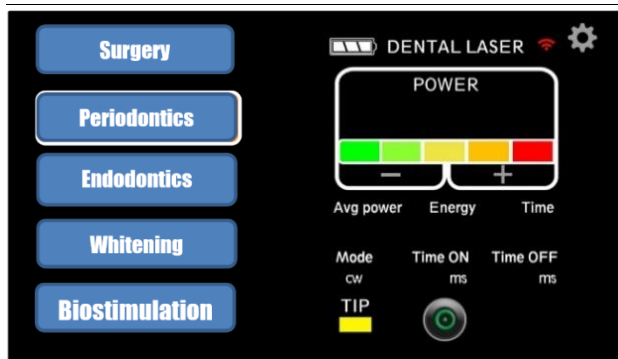 Surgery
Periodontics
Endodontics
Whitening
Biostimulation
DENTAL LASER
POWER
− +
Avg power Energy Time
Mode Time ON Time OFF
cw ms ms
TIP